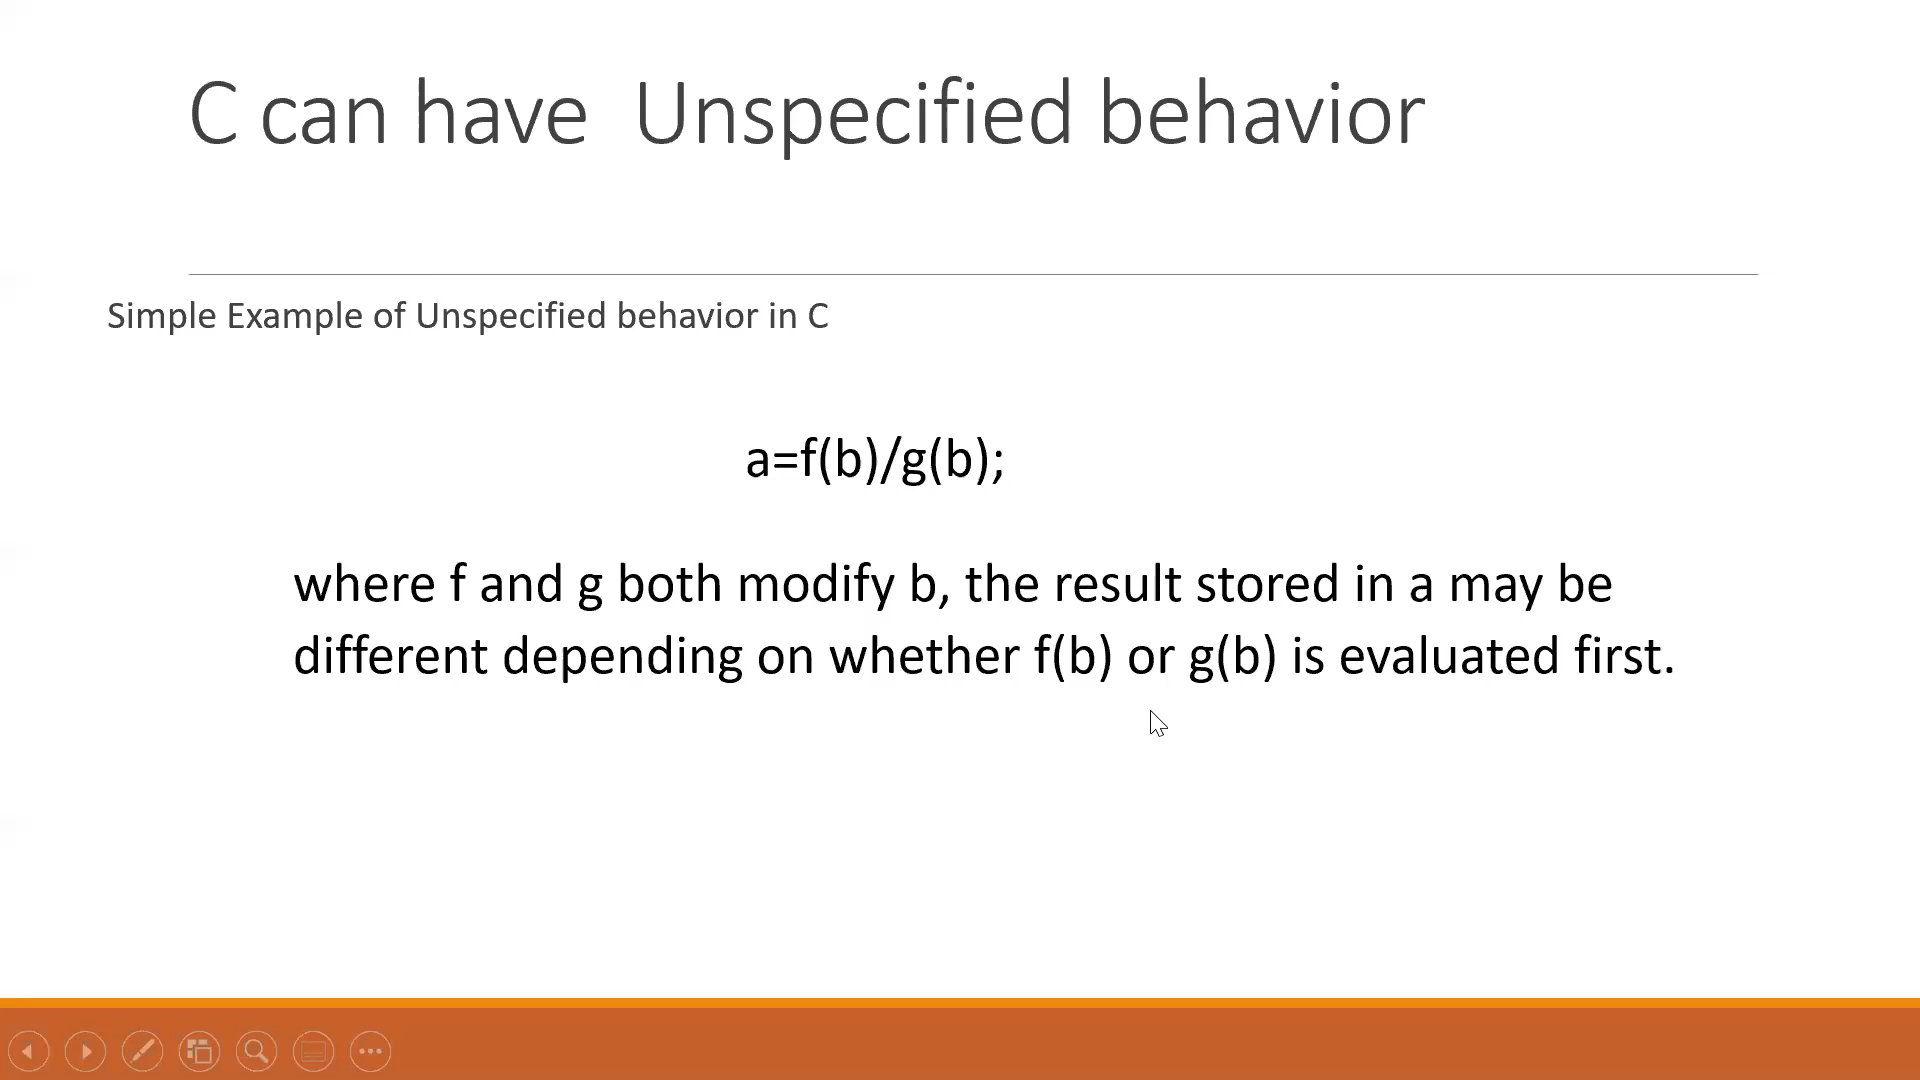 C can have  Unspecified behavior
Simple Example of Unspecified behavior in C
a=f(b)/g(b);
where f and g both modify b, the result stored in a may be
different depending on whether f(b) or g(b) is evaluated first.